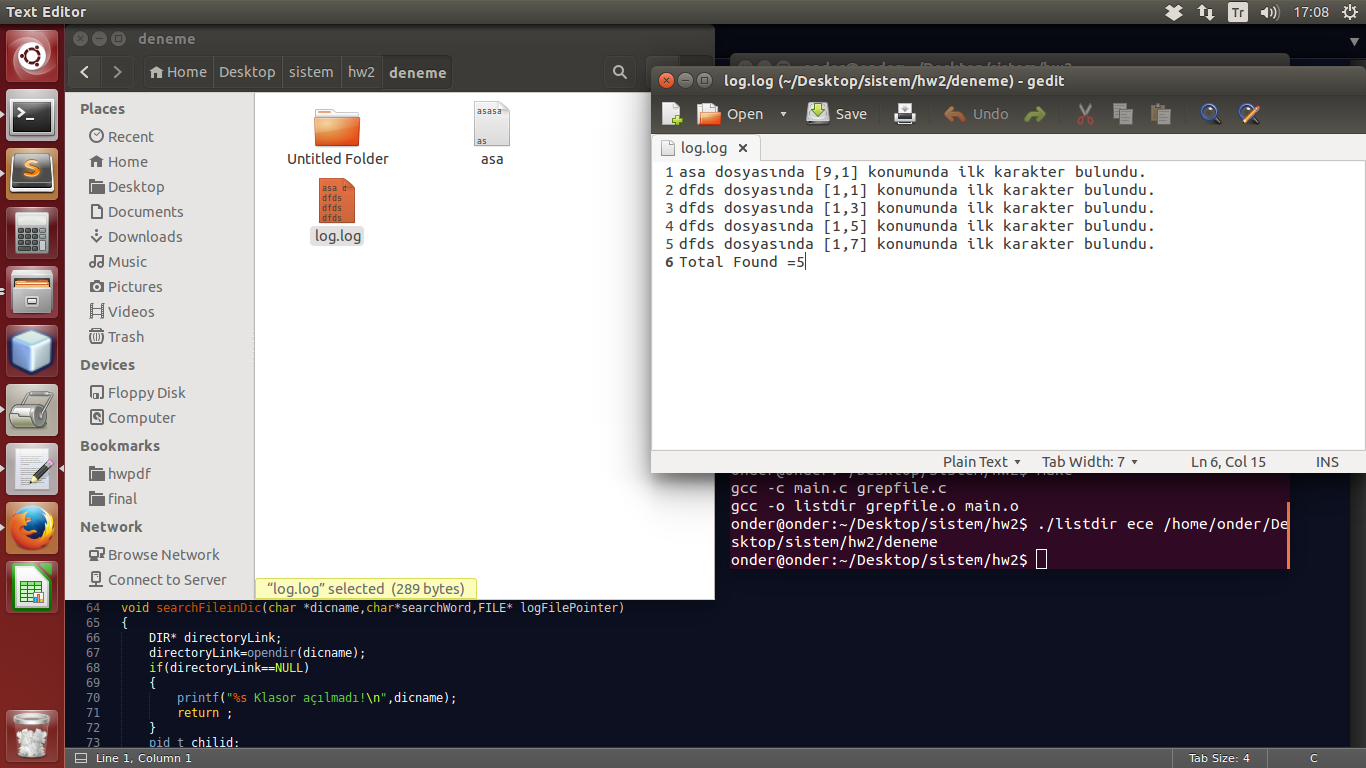 Text Editor
Tr
17:08
deneme
Home
Desktop
sistem
hw2
deneme
Places
Recent
Home
Desktop
Documents
Downloads
Music
Pictures
Videos
Trash
Devices
Floppy Disk
Computer
Bookmarks
hwpdf
final
Network
Browse Network
Connect to Server
asasa
as
Untitled Folder
asa
dfds
dfds
dfds
log.log
"log.log" selected (289 bytes)
log.log (~/Desktop/sistem/hw2/deneme) - gedit
Open
Save
Undo
log.log
1 asa dosyasında [9,1] konumunda ilk karakter bulundu.
2 dfds dosyasında [1,1] konumunda ilk karakter bulundu.
3 dfds dosyasında [1,3] konumunda ilk karakter bulundu.
4 dfds dosyasında [1,5] konumunda ilk karakter bulundu.
5 dfds dosyasında [1,7] konumunda ilk karakter bulundu.
6 Total Found =5
Plain Text
Tab Width: 7
Ln 6, Col 15
INS
gcc -c main.c grepfile.c
gcc -o listdir grepfile.o main.o
onder@onder:~/Desktop/sistem/hw2$ ./listdir ece /home/onder/De
sktop/sistem/hw2/deneme
onder@onder:~/Desktop/sistem/hw2$
64 void searchFileinDic(char *dicname,char*searchWord,FILE* logFilePointer)
65 {
66 DIR* directoryLink;
67 directoryLink=opendir(dicname);
68 if(directoryLink==NULL)
69 {
70 printf("%s Klasor açılmadı!\n",dicname);
71 return ;
72 }
73 pid_t chilid;
Line 1, Column 1
Tab Size: 4
C